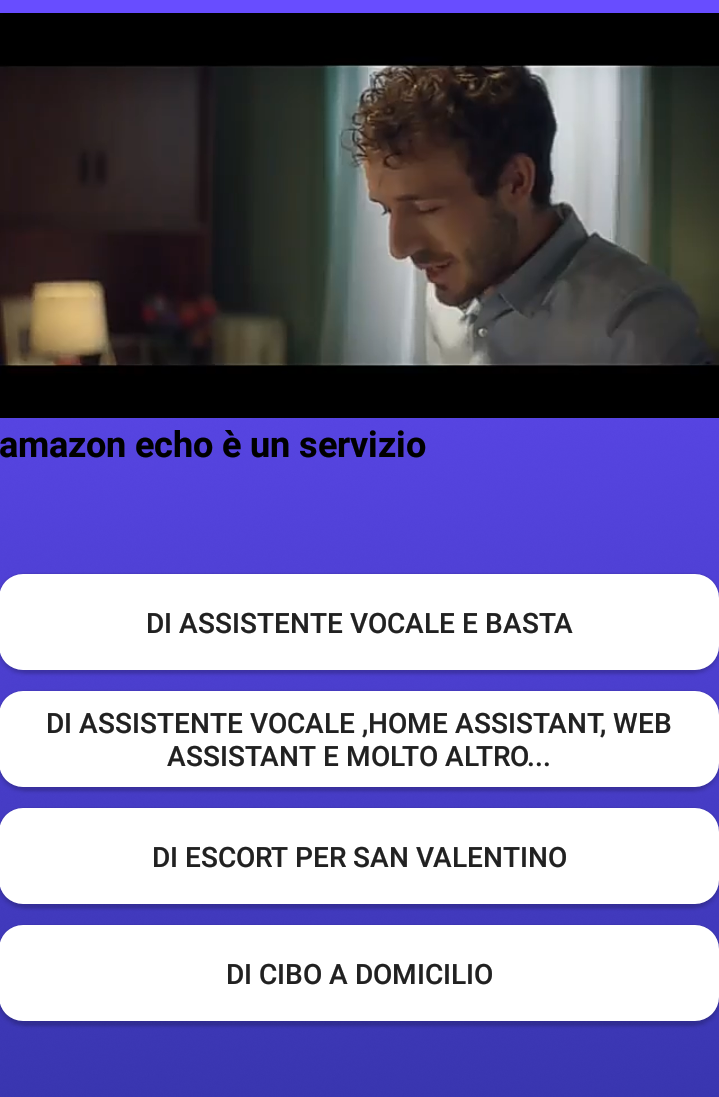 amazon echo è un servizio
DI ASSISTENTE VOCALE E BASTA
DI ASSISTENTE VOCALE ,HOME ASSISTANT, WEB
ASSISTANT E MOLTO ALTRO...
DI ESCORT PER SAN VALENTINO
DI CIBO A DOMICILIO